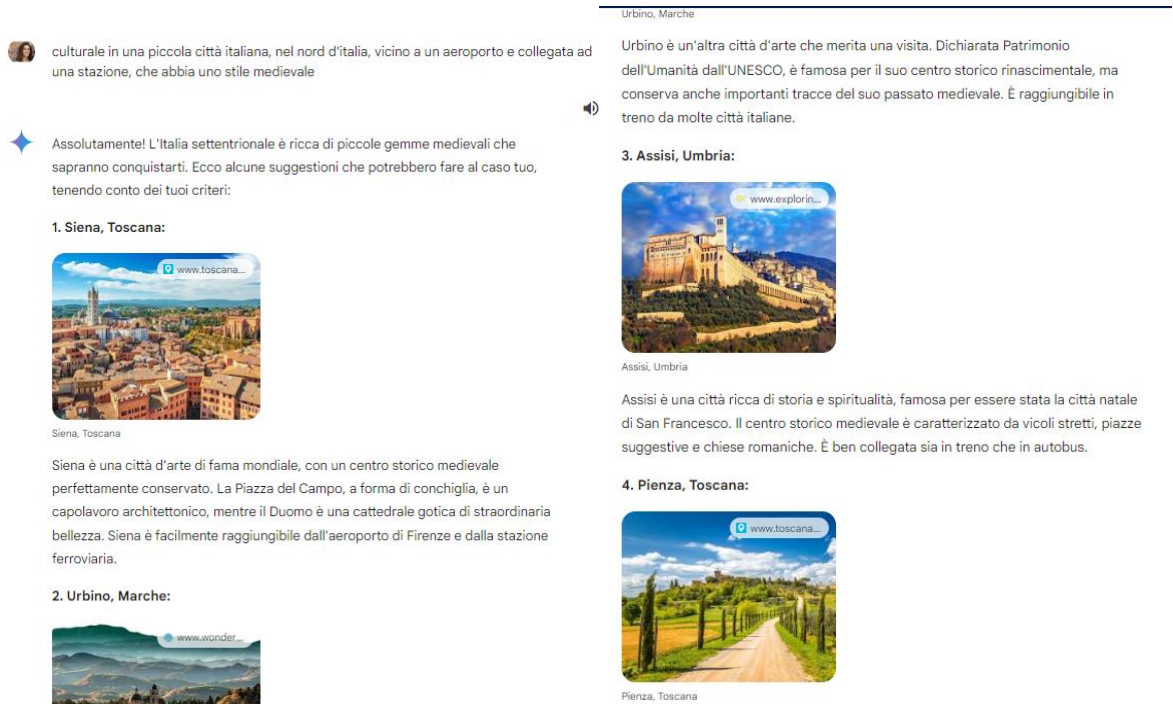 culturale in una piccola città italiana, nel nord d'italia, vicino a un aeroporto e collegata ad
una stazione, che abbia uno stile medievale
Assolutamente! L'Italia settentrionale è ricca di piccole gemme medievali che
sapranno conquistarti. Ecco alcune suggestioni che potrebbero fare al caso tuo,
tenendo conto dei tuoi criteri:
1. Siena, Toscana:
www.toscana...
Siena, Toscana
Siena è una città d'arte di fama mondiale, con un centro storico medievale
perfettamente conservato. La Piazza del Campo, a forma di conchiglia, è un
capolavoro architettonico, mentre il Duomo è una cattedrale gotica di straordinaria
bellezza. Siena è facilmente raggiungibile dall'aeroporto di Firenze e dalla stazione
ferroviaria.
2. Urbino, Marche:
www.wonder...
Urbino, Marche
Urbino è un'altra città d'arte che merita una visita. Dichiarata Patrimonio
dell'Umanità dall'UNESCO, è famosa per il suo centro storico rinascimentale, ma
conserva anche importanti tracce del suo passato medievale. È raggiungibile in
treno da molte città italiane.
3. Assisi, Umbria:
www.explorin...
Assisi, Umbria
Assisi è una città ricca di storia e spiritualità, famosa per essere stata la città natale
di San Francesco. Il centro storico medievale è caratterizzato da vicoli stretti, piazze
suggestive e chiese romaniche. È ben collegata sia in treno che in autobus.
4. Pienza, Toscana:
www.toscana...
Pienza, Toscana